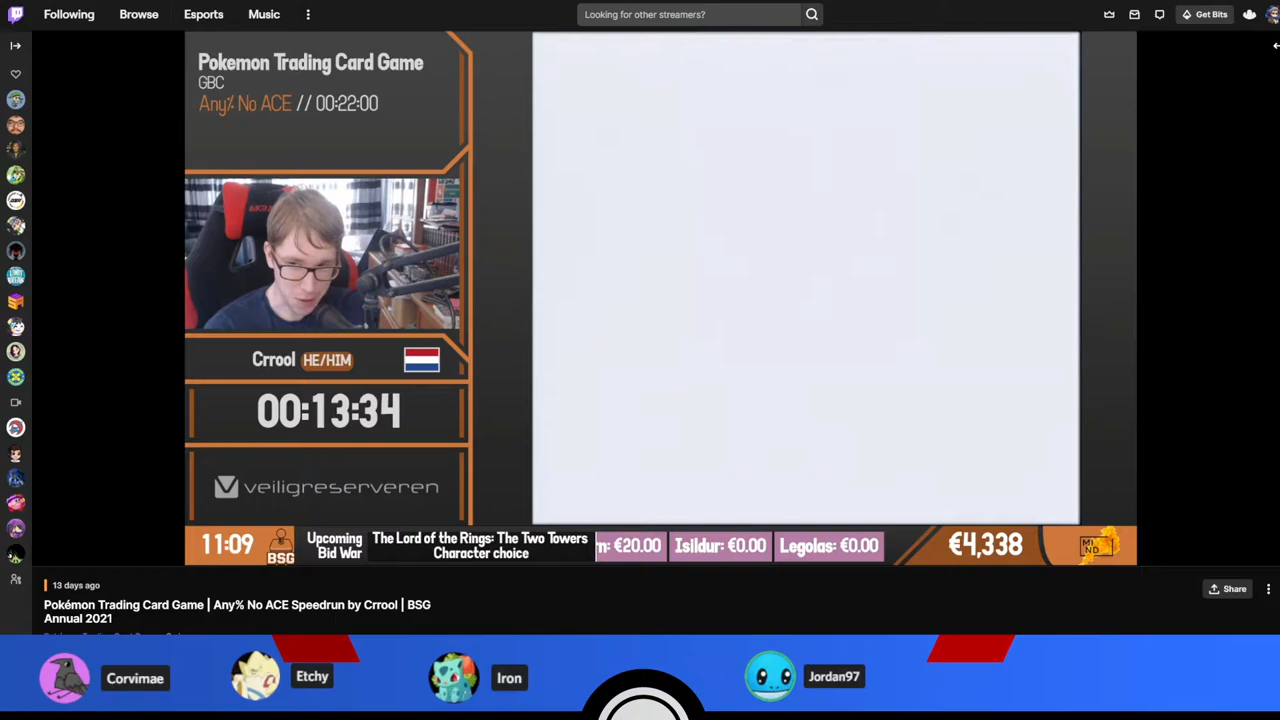 Following Browse Esports Music Looking for other streamers? Get Bits
Pokemon Trading Card Game
GBC
Any% No ACE // 00:22:00
Crrool HE/HIM
00:13:34
veiligreserveren
11:09 BSG
Upcoming Bid War
The Lord of the Rings: The Two Towers
Character choice
€20.00 Isildur: €0.00 Legolas: €0.00
€4,338
MIND
13 days ago
Share
Pokémon Trading Card Game | Any% No ACE Speedrun by Crrool | BSG
Annual 2021
Corvimae Etchy Iron Jordan97